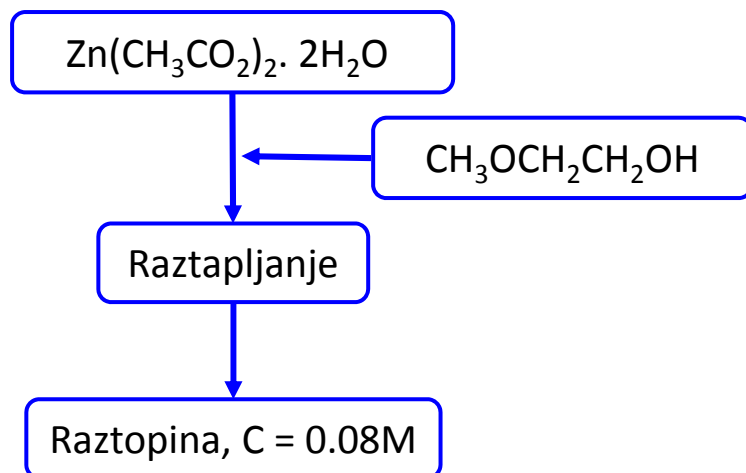 Zn(CH₃CO₂)₂. 2H₂O
CH₃OCH₂CH₂OH
Raztapljanje
Raztopina, C = 0.08M